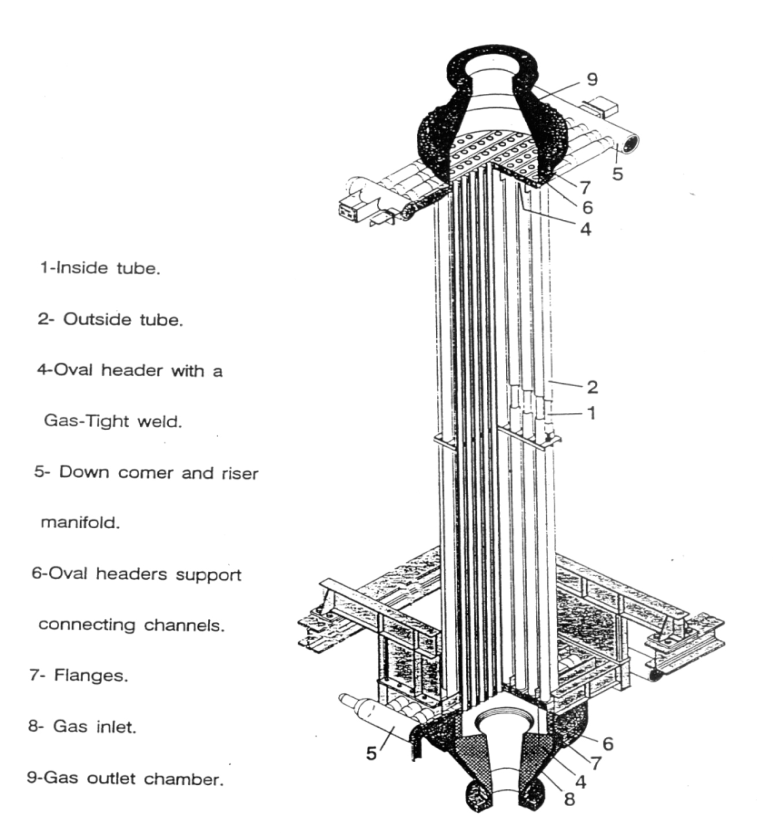 9
5
7
6
4
1-Inside tube.
2- Outside tube.
4-Oval header with a
Gas-Tight weld.
2
1
5- Down comer and riser
manifold.
6-Oval headers support
connecting channels.
7- Flanges.
8- Gas inlet.
9-Gas outlet chamber.
5
6
7
4
8